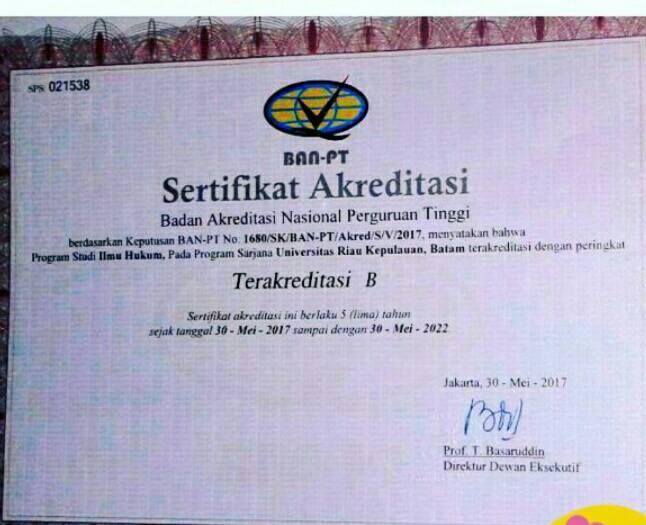 SPS: 021538
BAN-PT
Sertifikat Akreditasi
Badan Akreditasi Nasional Perguruan Tinggi
berdasarkan Keputusan BAN-PT No. 1680/SK/BAN-PT/Akred/S/V/2017, menyatakan bahwa
Program Studi Ilmu Hukum, Pada Program Sarjana Universitas Riau Kepulauan, Batam terakreditasi dengan peringkat
Terakreditasi B
Sertifikat akreditasi ini berlaku 5 (lima) tahun
sejak tanggal 30 - Mei - 2017 sampai dengan 30 - Mei - 2022
Jakarta, 30 - Mei - 2017
Prof. T. Basaruddin
Direktur Dewan Eksekutif